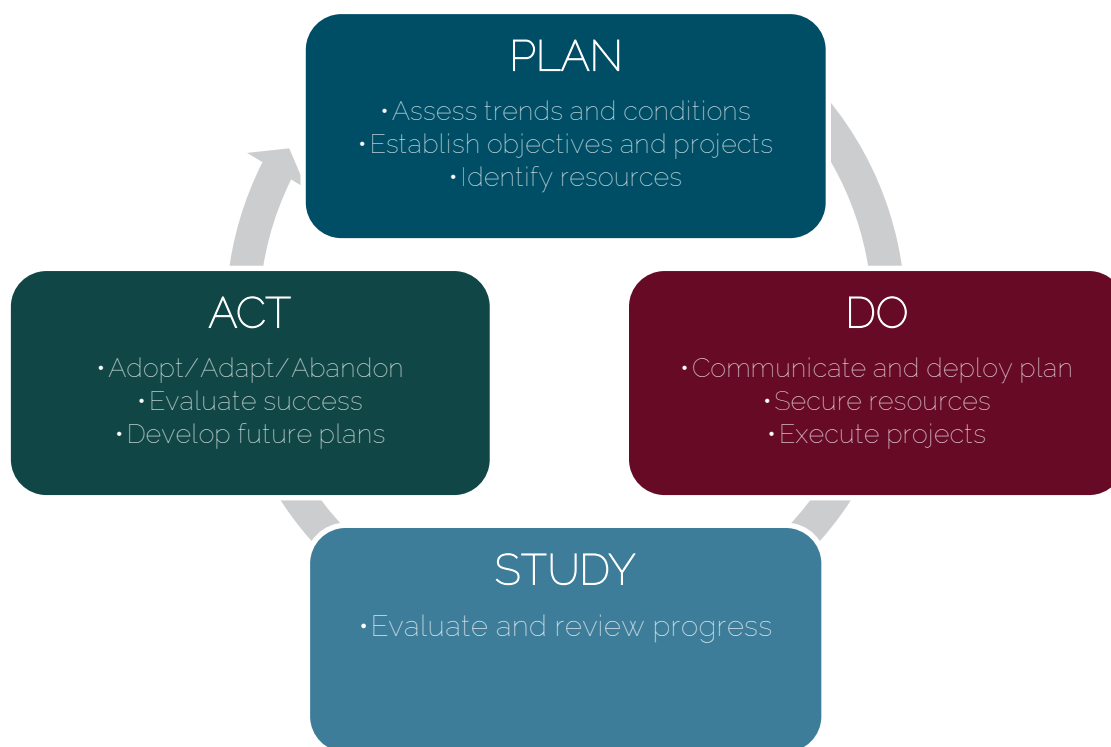 PLAN
•Assess trends and conditions
•Establish objectives and projects
•Identify resources
ACT
•Adopt/Adapt/Abandon
•Evaluate success
•Develop future plans
DO
•Communicate and deploy plan
•Secure resources
•Execute projects
STUDY
•Evaluate and review progress